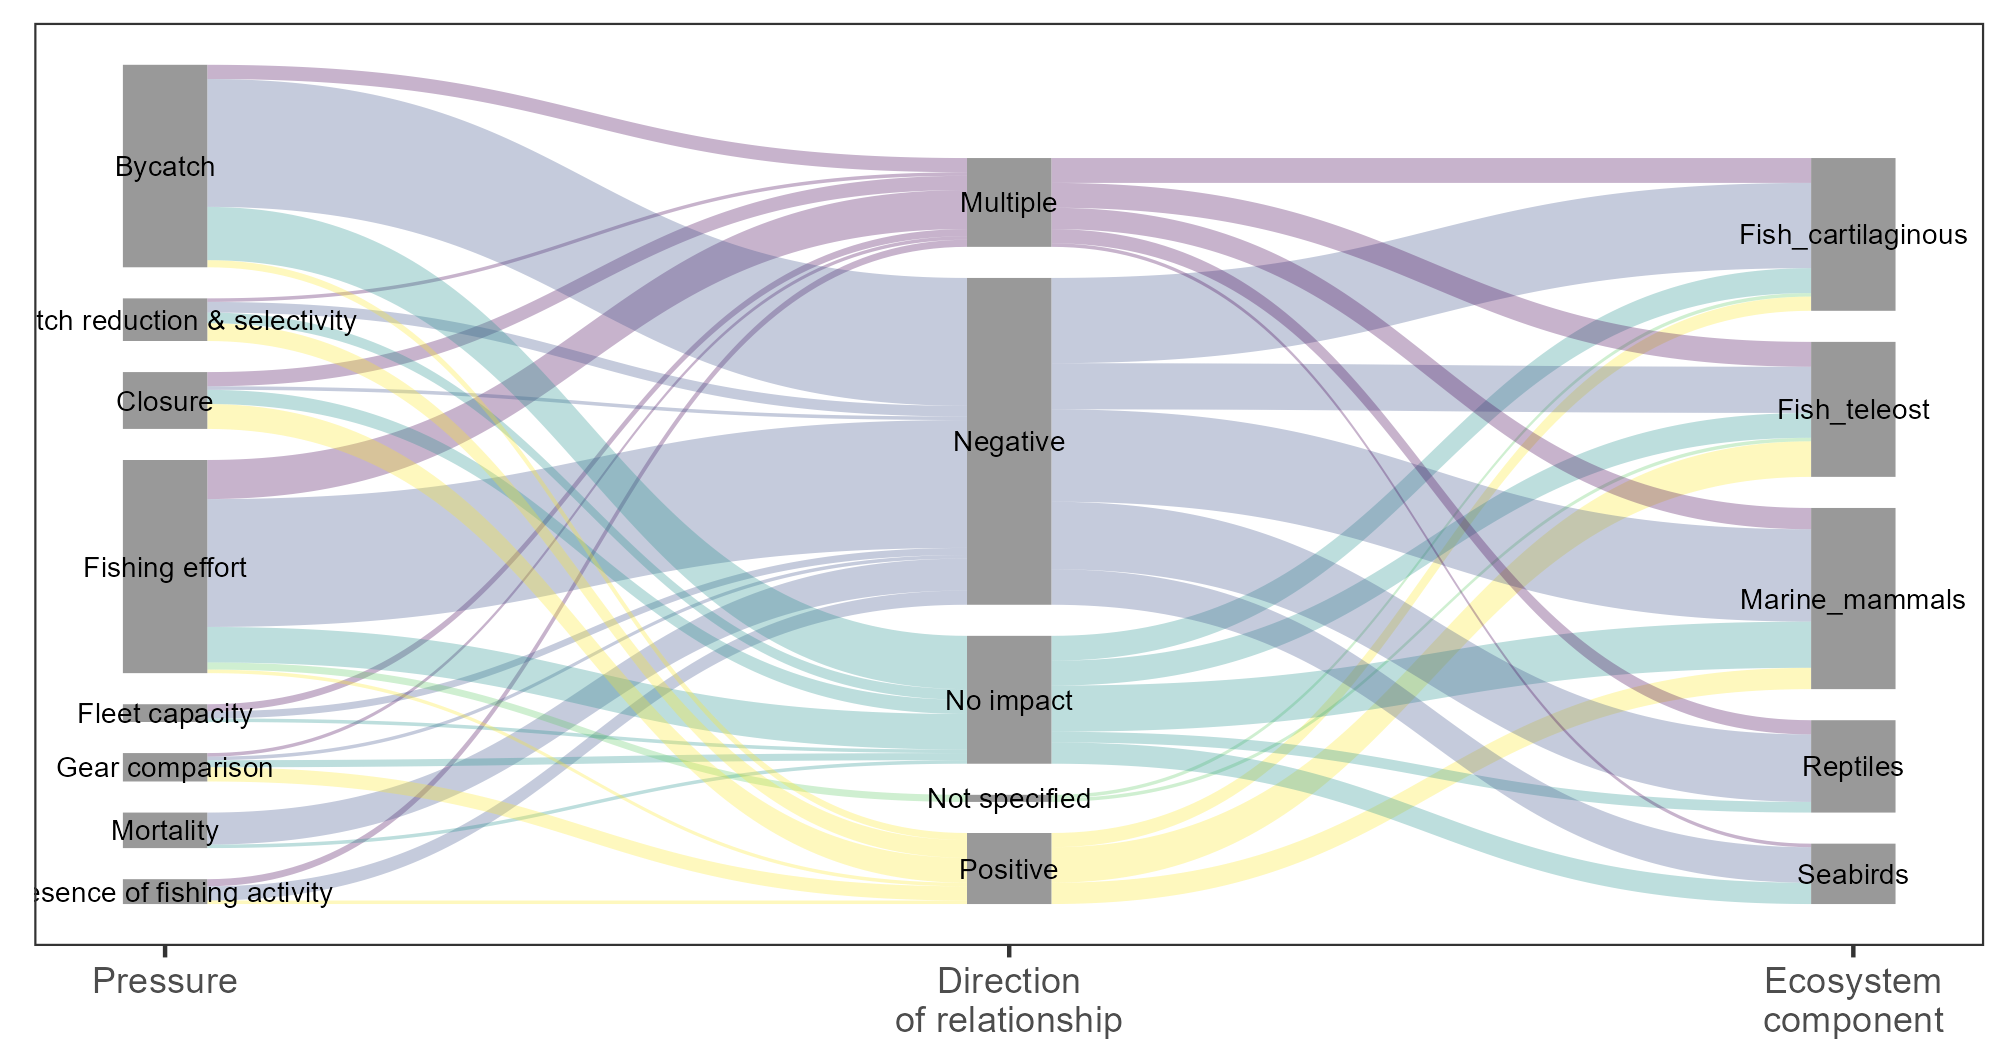 Bycatch
tch reduction & selectivity
Closure
Fishing effort
Fleet capacity
Gear comparison
Mortality
esence of fishing activity
Multiple
Negative
No impact
Not specified
Positive
Fish_cartilaginous
Fish_teleost
Marine_mammals
Reptiles
Seabirds
Pressure
Direction
of relationship
Ecosystem
component